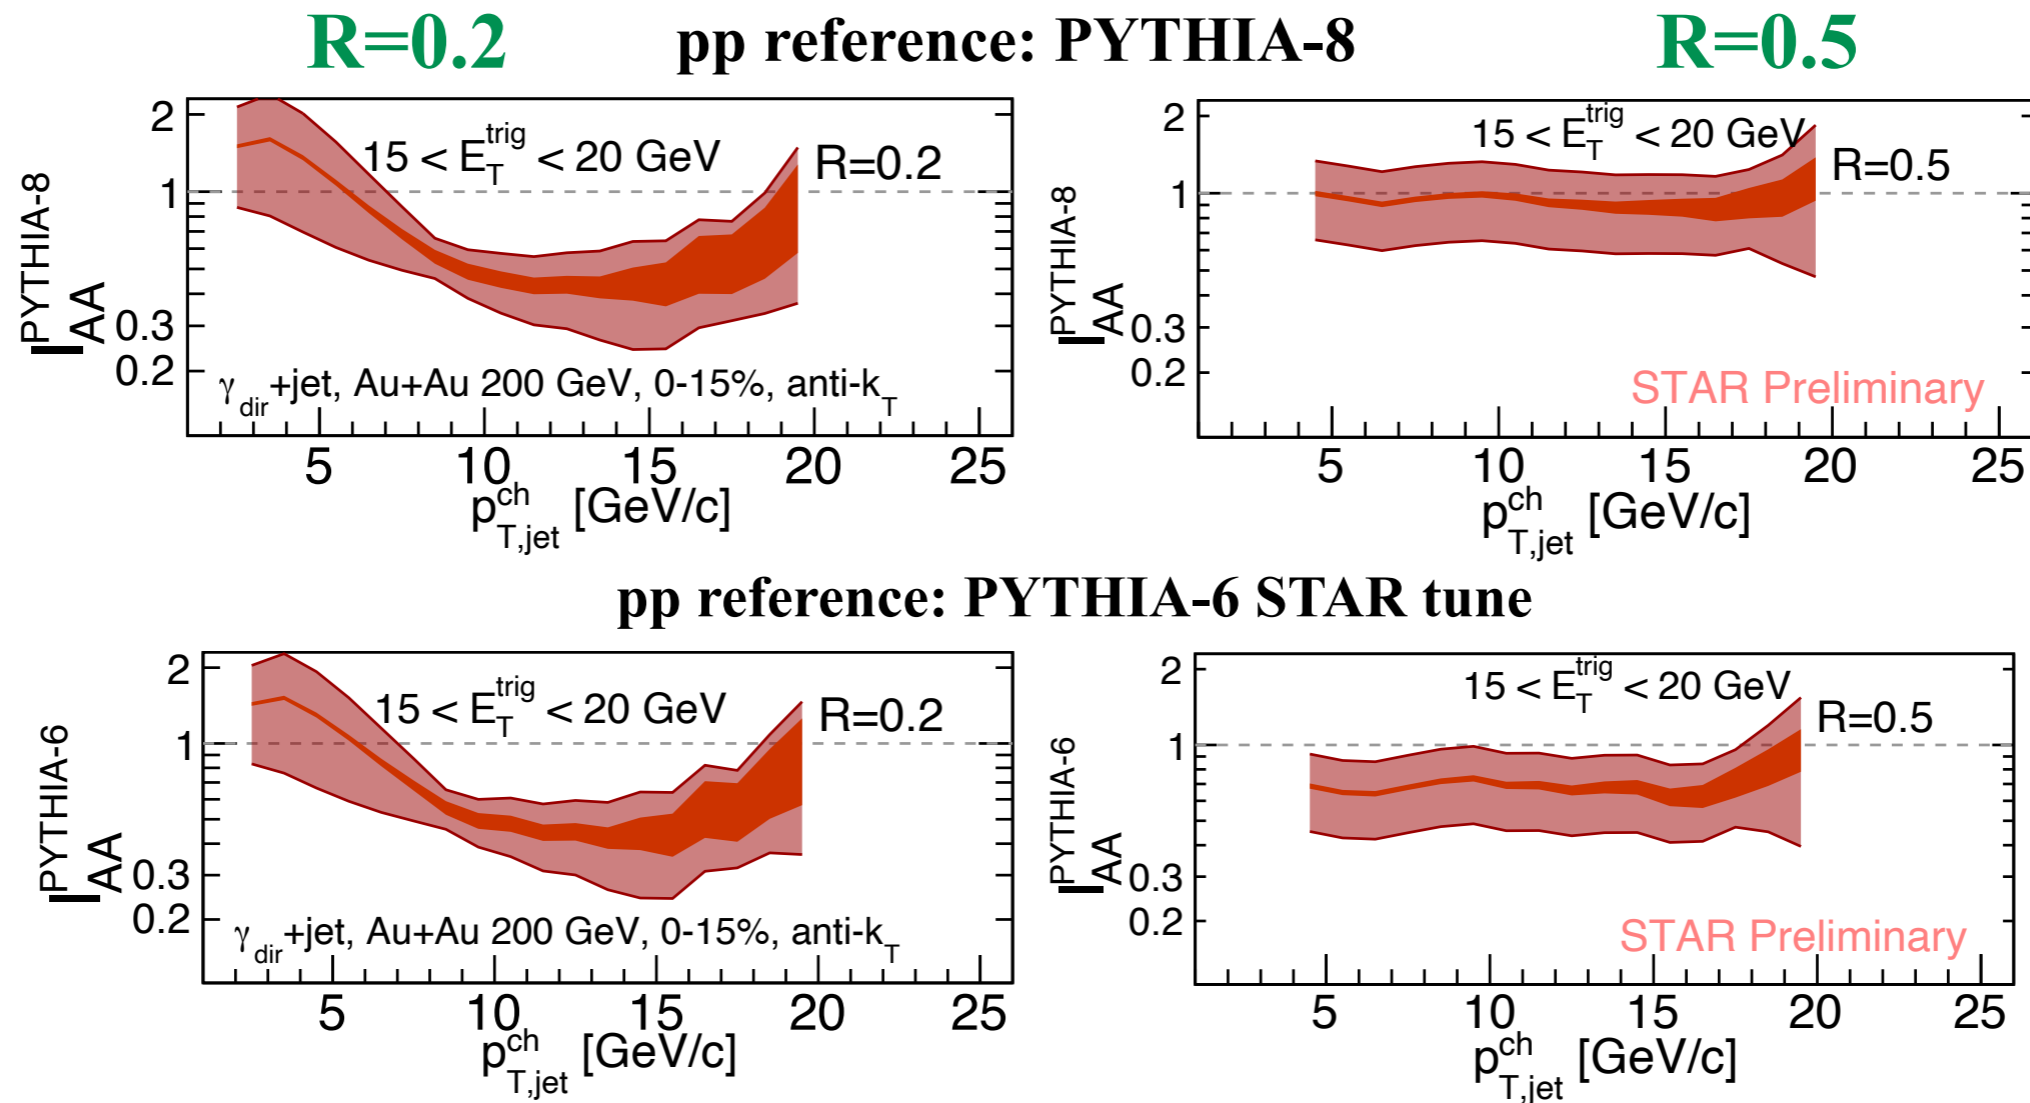 R=0.2 pp reference: PYTHIA-8 R=0.5
2
1
0.3
0.2
I_AA^PYTHIA-8
15 < E_T^trig < 20 GeV
R=0.2
γ_dir+jet, Au+Au 200 GeV, 0-15%, anti-k_T
5 10 15 20 25
p_T,jet^ch [GeV/c]
2
1
0.3
0.2
I_AA^PYTHIA-8
15 < E_T^trig < 20 GeV
R=0.5
STAR Preliminary
5 10 15 20 25
p_T,jet^ch [GeV/c]
pp reference: PYTHIA-6 STAR tune
2
1
0.3
0.2
I_AA^PYTHIA-6
15 < E_T^trig < 20 GeV
R=0.2
γ_dir+jet, Au+Au 200 GeV, 0-15%, anti-k_T
5 10 15 20 25
p_T,jet^ch [GeV/c]
2
1
0.3
0.2
I_AA^PYTHIA-6
15 < E_T^trig < 20 GeV
R=0.5
STAR Preliminary
5 10 15 20 25
p_T,jet^ch [GeV/c]